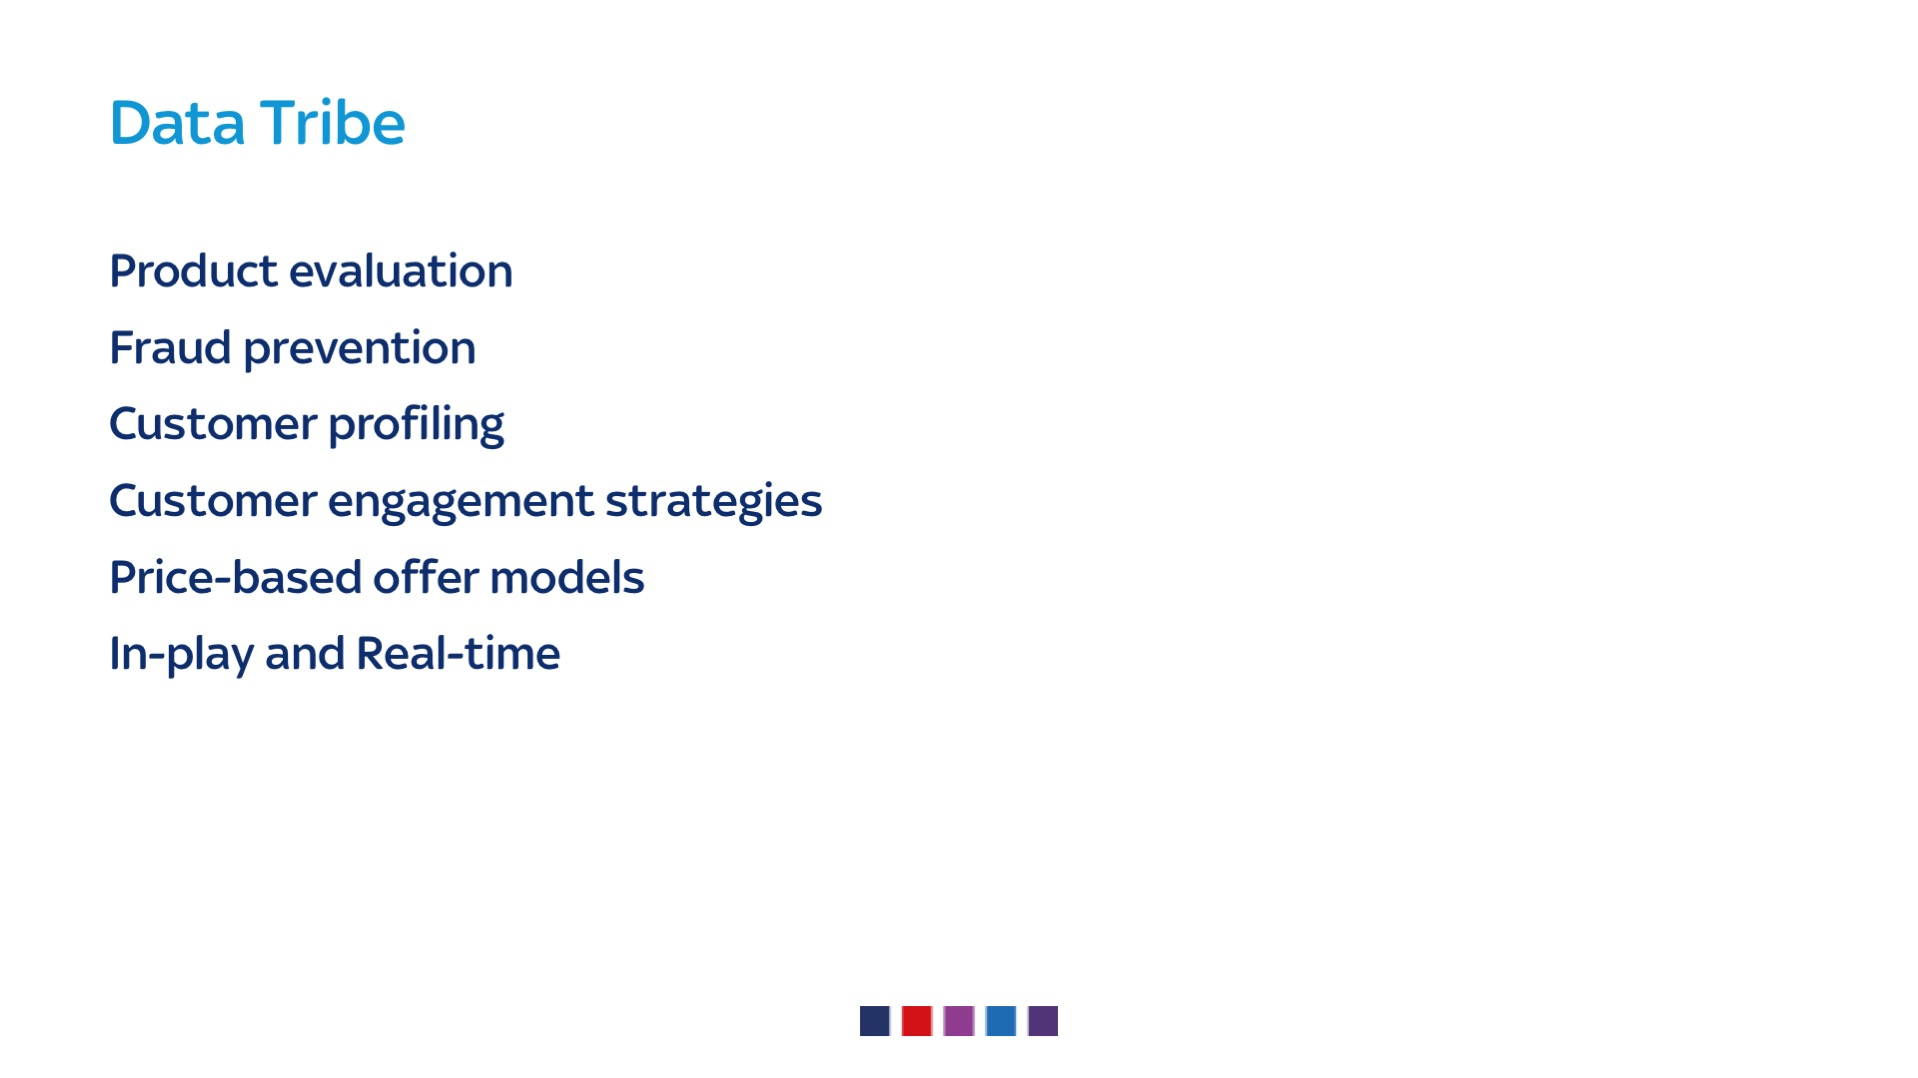 Data Tribe
Product evaluation
Fraud prevention
Customer profiling
Customer engagement strategies
Price-based offer models
In-play and Real-time